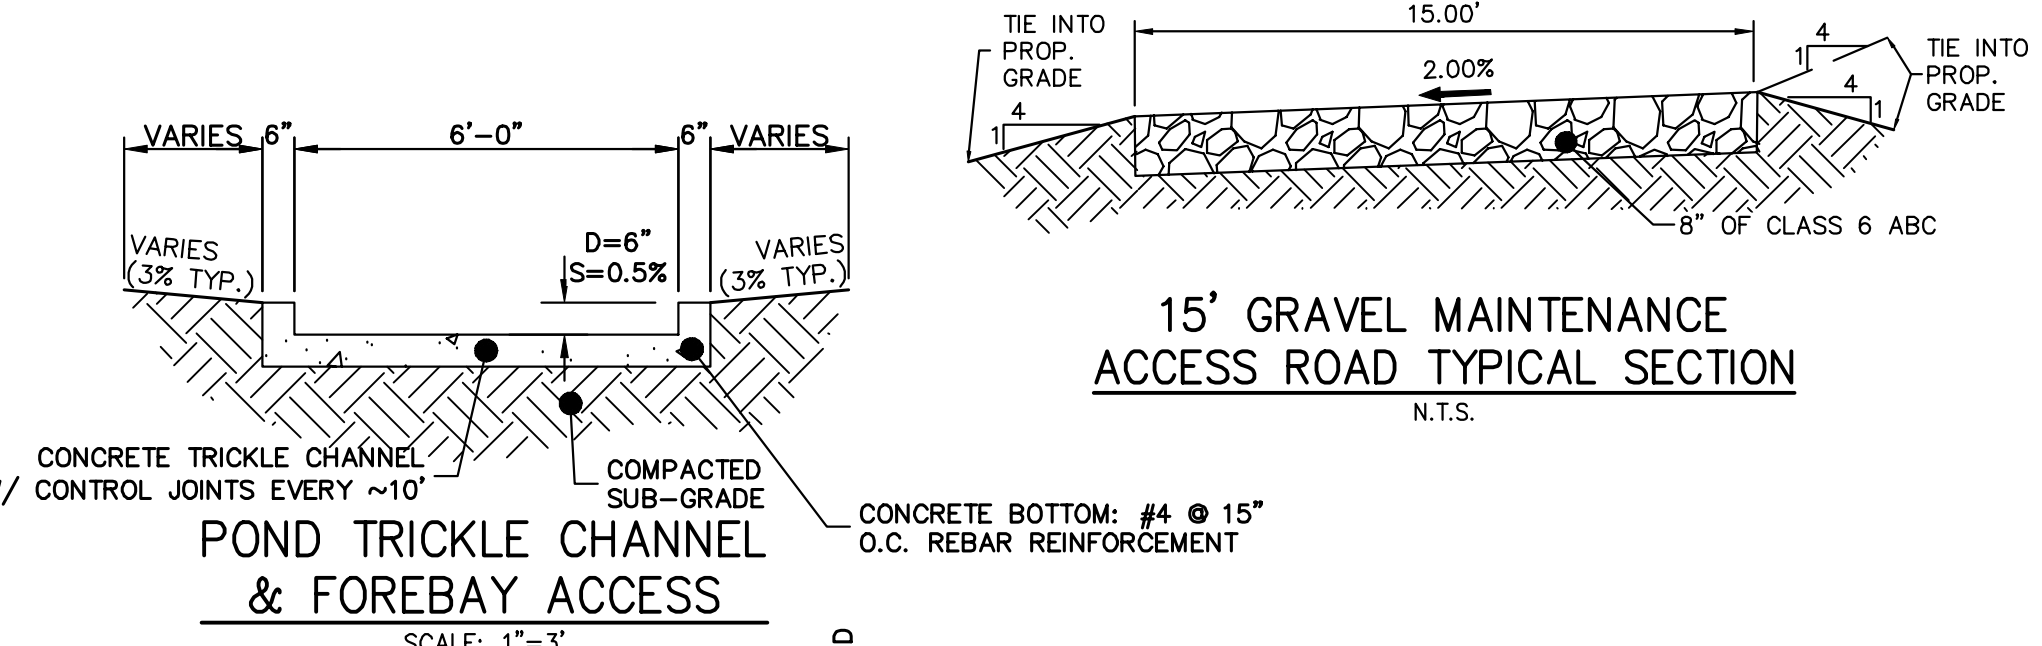 VARIES 6" 6'-0" 6" VARIES
VARIES
(3% TYP.)
D=6"
S=0.5%
VARIES
(3% TYP.)
CONCRETE TRICKLE CHANNEL
/ CONTROL JOINTS EVERY ~10'
COMPACTED
SUB-GRADE
CONCRETE BOTTOM: #4 @ 15"
O.C. REBAR REINFORCEMENT
POND TRICKLE CHANNEL
& FOREBAY ACCESS
SCALE: 1"=3'
D
TIE INTO
PROP.
GRADE
4
1
15.00'
2.00%
4
1
4
1
TIE INTO
PROP.
GRADE
8" OF CLASS 6 ABC
15' GRAVEL MAINTENANCE
ACCESS ROAD TYPICAL SECTION
N.T.S.